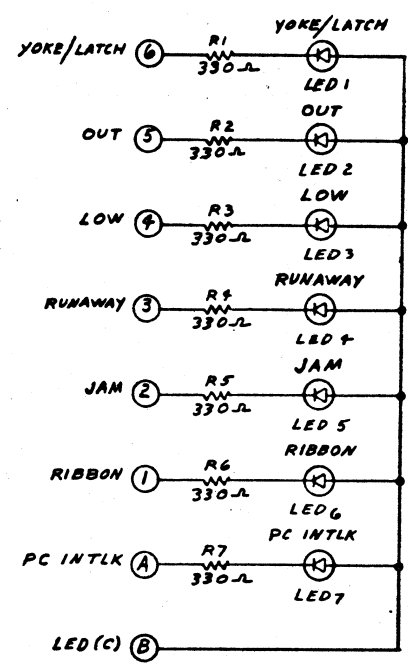 YOKE/LATCH
YOKE/LATCH 6 R1
330Ω
LED 1
OUT
OUT 5 R2
330Ω
LED 2
LOW
LOW 4 R3
330Ω
LED 3
RUNAWAY
RUNAWAY 3 R4
330Ω
LED 4
JAM
JAM 2 R5
330Ω
LED 5
RIBBON
RIBBON 1 R6
330Ω
LED 6
PC INTLK
PC INTLK A R7
330Ω
LED 7
LED (C) B